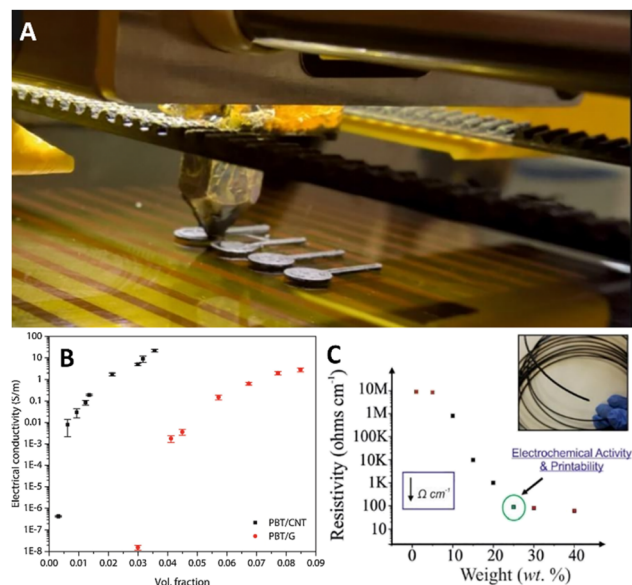 A
B
Electrical conductivity (S/m)
100
10
1
0.1
0.01
1E-3
1E-4
1E-5
1E-6
1E-7
1E-8
0.00 0.01 0.02 0.03 0.04 0.05 0.06 0.07 0.08 0.09
Vol. fraction
PBT/CNT
PBT/G
C
Resistivity (ohms cm⁻¹)
10M
1M
100K
10K
1K
100
10
0 10 20 30 40
Weight (wt. %)
Electrochemical Activity
& Printability
↓ Ω cm⁻¹